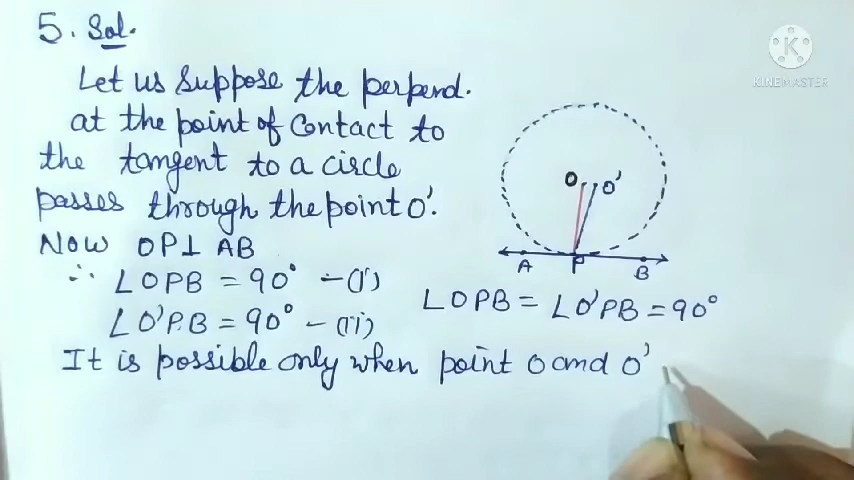 5. Sol.
Let us suppose the perpend.
at the point of contact to
the tangent to a circle
passes through the point O'.
Now OP⊥ AB
∴ ∠OPB = 90° –(i)
∠O'PB = 90° –(ii)
∠OPB = ∠O'PB = 90°
It is possible only when point O and O'
O O'
A P B
K
KINEMASTER